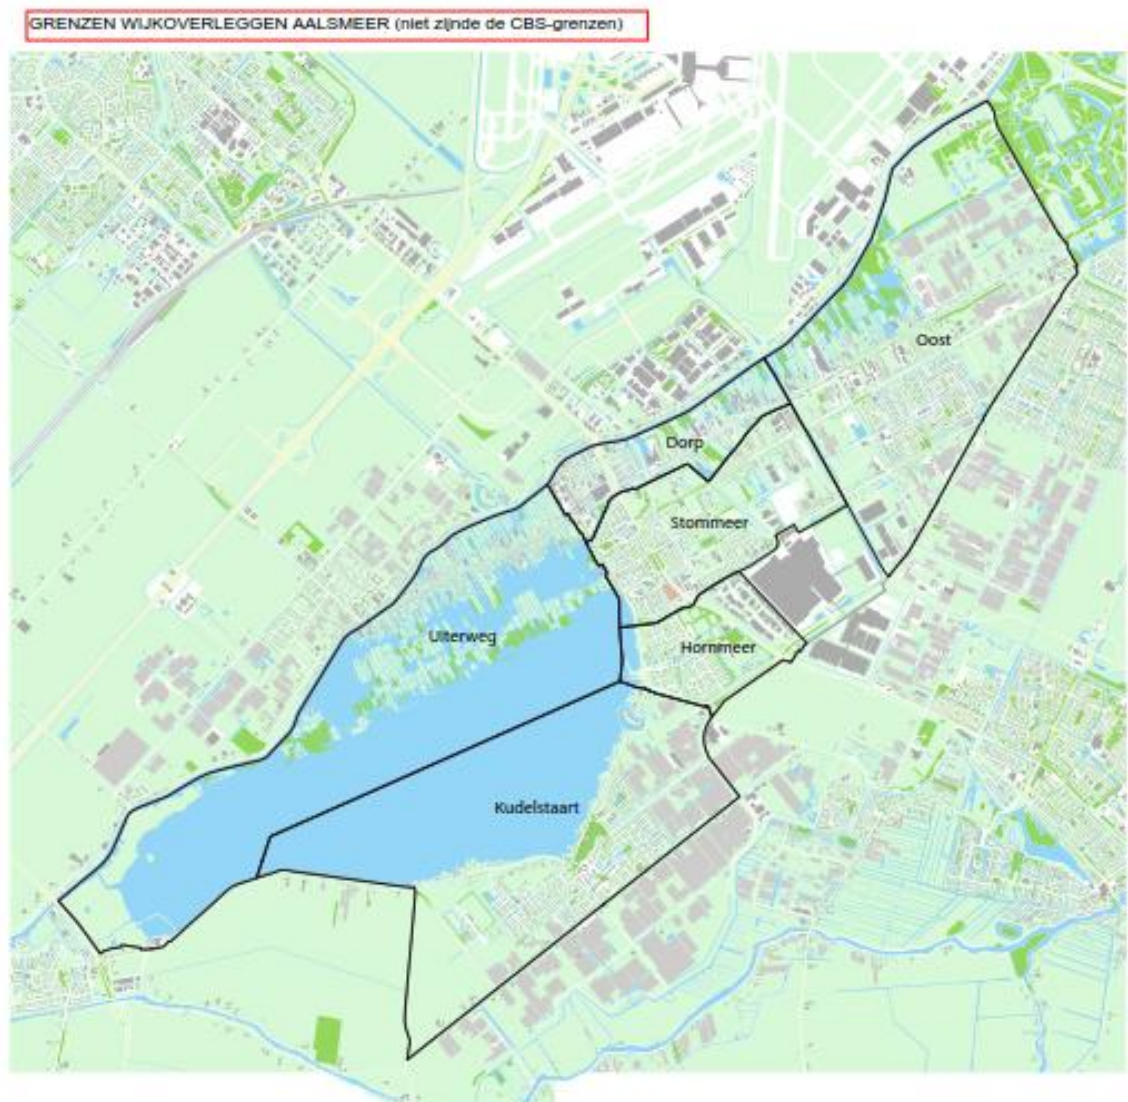 GRENZEN WIJKOVERLEGGEN AALSMEER (niet zijnde de CBS-grenzen)
Oost
Dorp
Stommeer
Uiterweg
Hornmeer
Kudelstaart